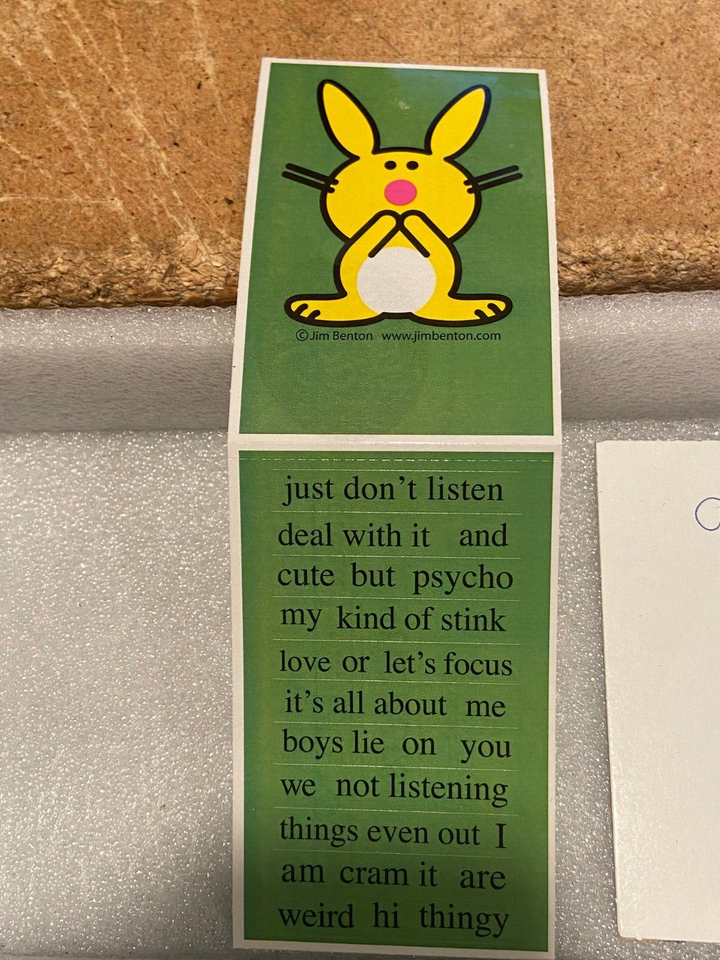 © Jim Benton www.jimbenton.com
just don't listen
deal with it and
cute but psycho
my kind of stink
love or let's focus
it's all about me
boys lie on you
we not listening
things even out I
am cram it are
weird hi thingy